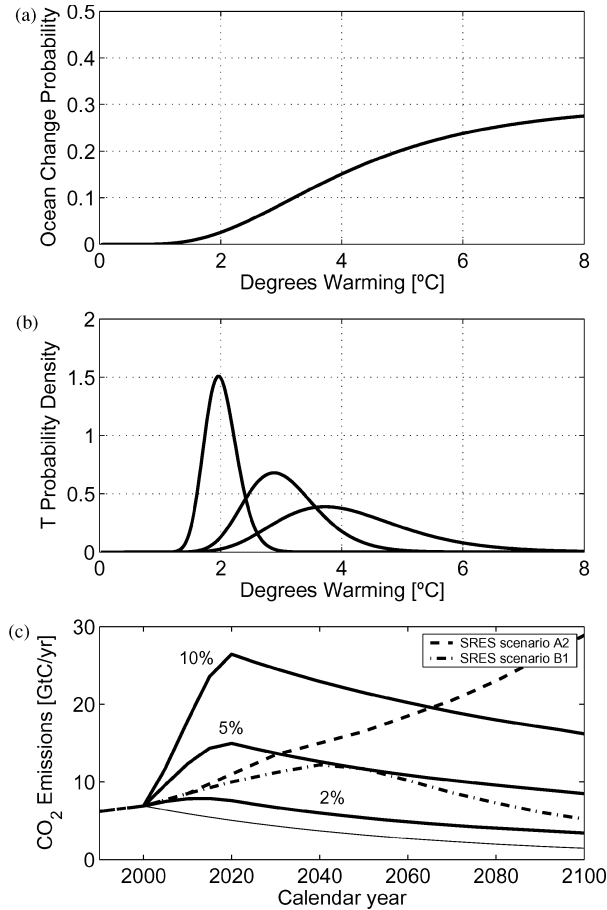 (a)
Ocean Change Probability
0.5
0.4
0.3
0.2
0.1
0
0 2 4 6 8
Degrees Warming [ºC]
(b)
T Probability Density
2
1.5
1
0.5
0
0 2 4 6 8
Degrees Warming [ºC]
(c)
CO2 Emissions [GtC/yr]
30
20
10
0
10%
5%
2%
SRES scenario A2
SRES scenario B1
2000 2020 2040 2060 2080 2100
Calendar year